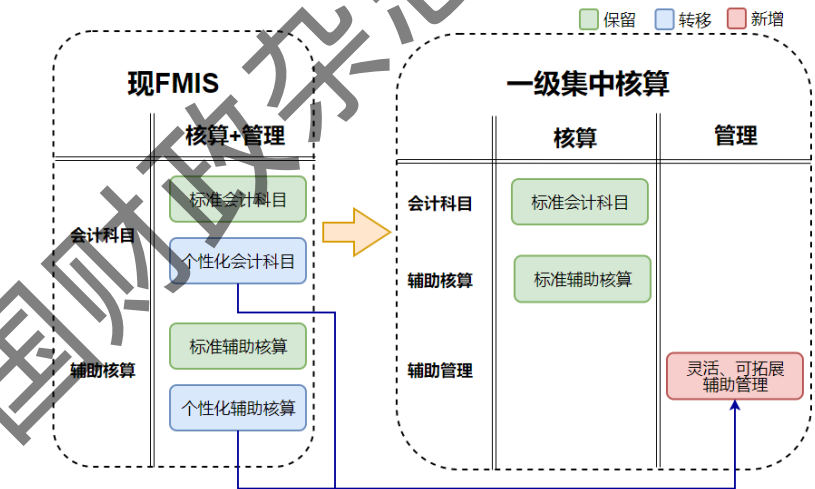 保留 转移 新增
现FMIS
一级集中核算
核算+管理
核算 管理
会计科目
标准会计科目
个性化会计科目
辅助核算
标准辅助核算
个性化辅助核算
会计科目
标准会计科目
辅助核算
标准辅助核算
辅助管理
灵活、可拓展
辅助管理
国财政杂